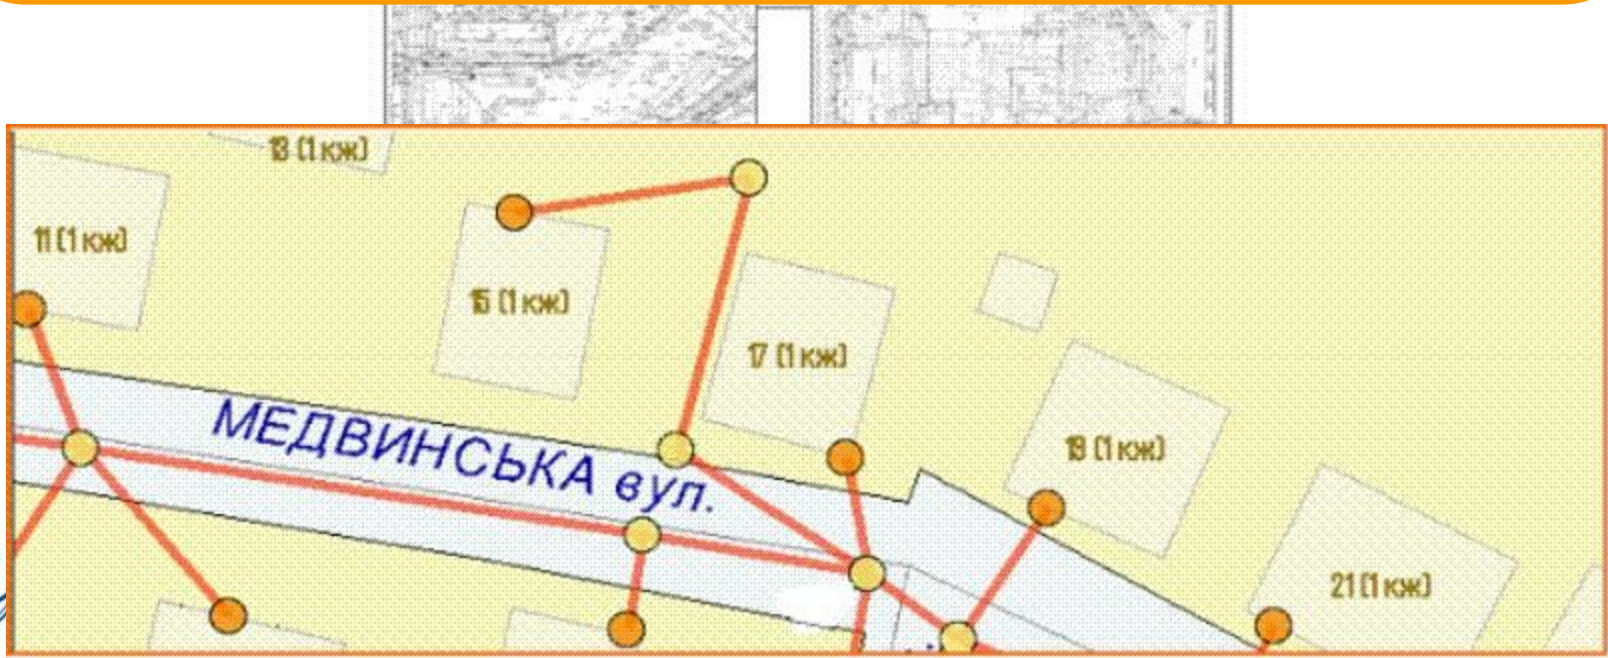 13 (1 кж)
11 (1 кж)
15 (1 кж)
17 (1 кж)
МЕДВИНСЬКА вул.
19 (1 кж)
21 (1 кж)